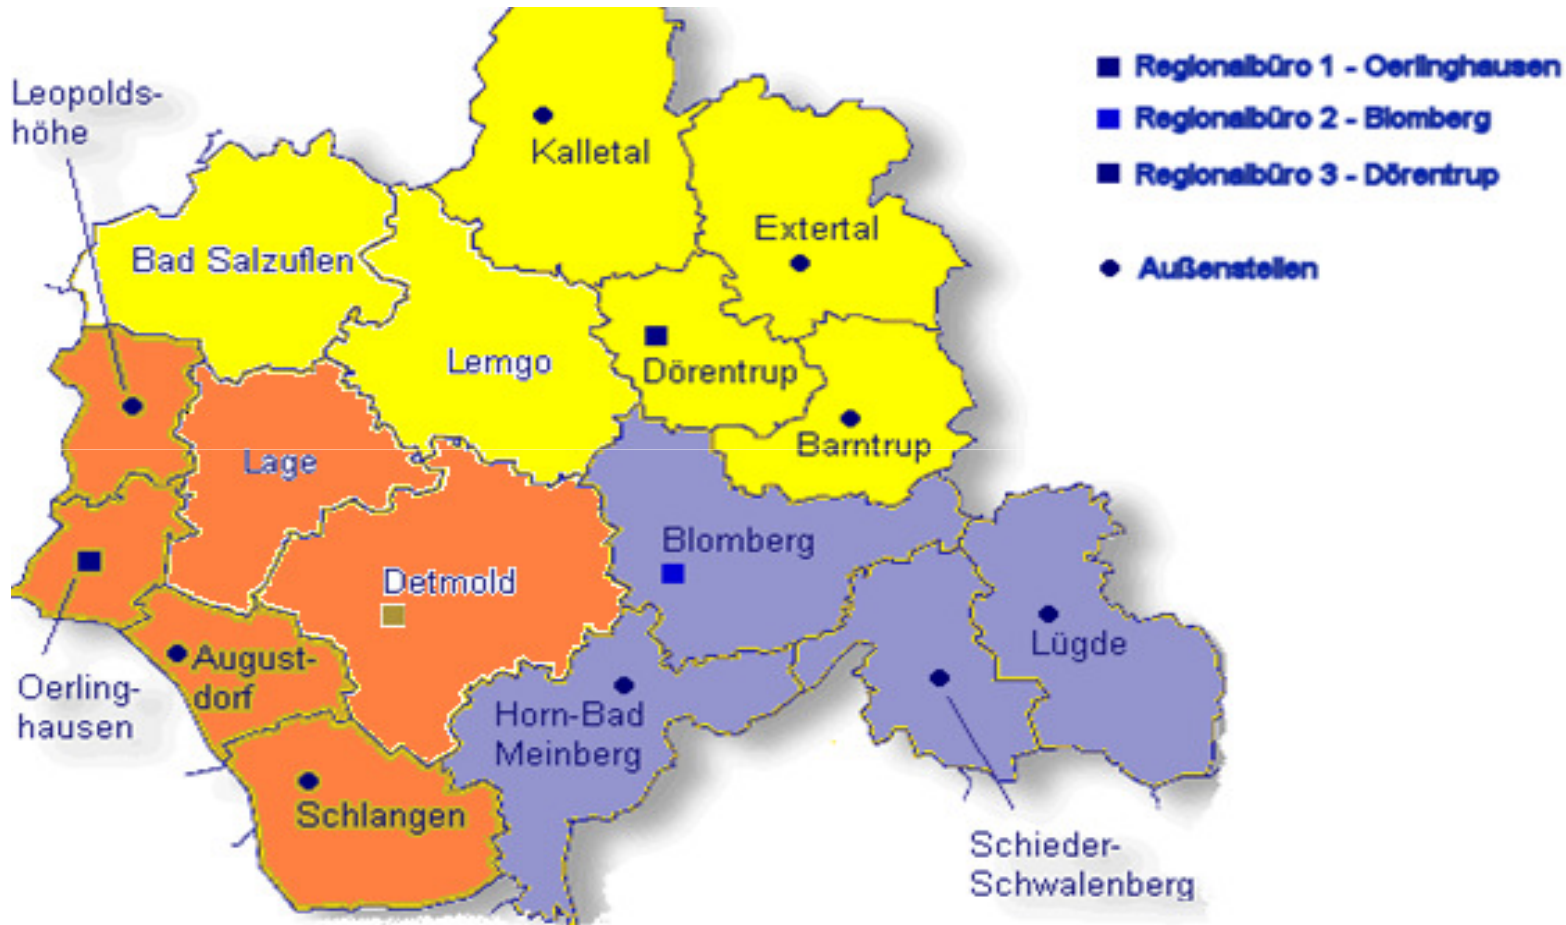 Leopolds-
höhe
Kalletal
Extertal
Bad Salzuflen
Lemgo
Dörentrup
Barntrup
Lage
Blomberg
Detmold
Lügde
August-
dorf
Oerling-
hausen
Horn-Bad
Meinberg
Schlangen
Schieder-
Schwalenberg
Regionalbüro 1 - Oerlinghausen
Regionalbüro 2 - Blomberg
Regionalbüro 3 - Dörentrup
Außenstellen